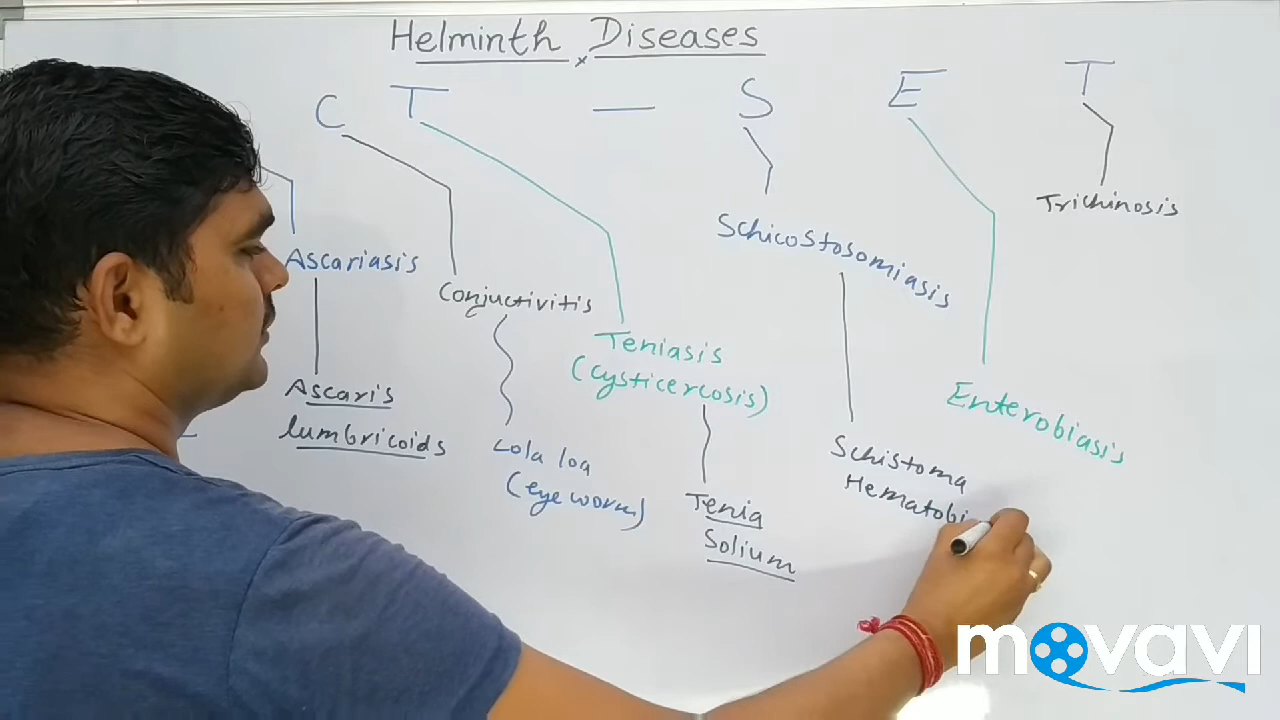 Helminth Diseases
C T — S E T
Trichinosis
Schicostosomiasis
Ascariasis
Conjuctivitis
Teniasis
(Cysticercosis)
Enterobiasis
Ascaris
lumbricoids
Lola loa
(eye worm)
Schistoma
Hematobi
Tenia
Solium
movavi